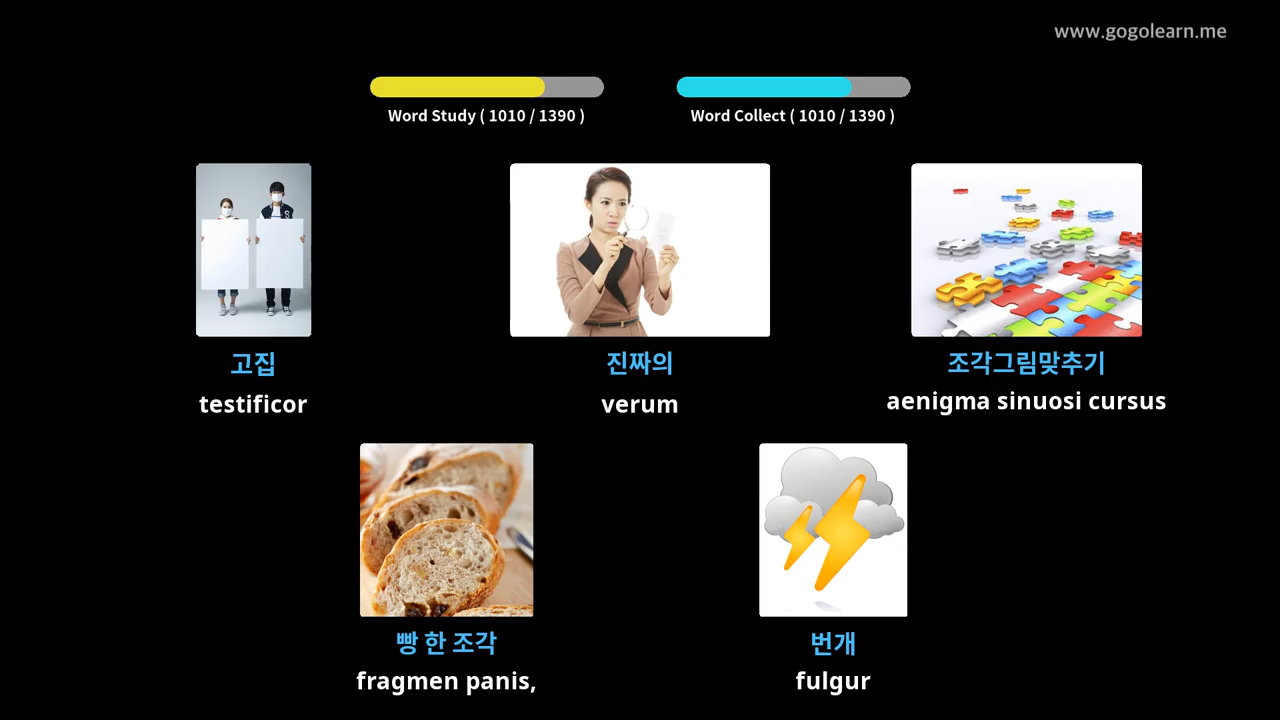 www.gogolearn.me
Word Study ( 1010 / 1390 )
Word Collect ( 1010 / 1390 )
고집
testificor
진짜의
verum
조각그림맞추기
aenigma sinuosi cursus
빵 한 조각
fragmen panis,
번개
fulgur